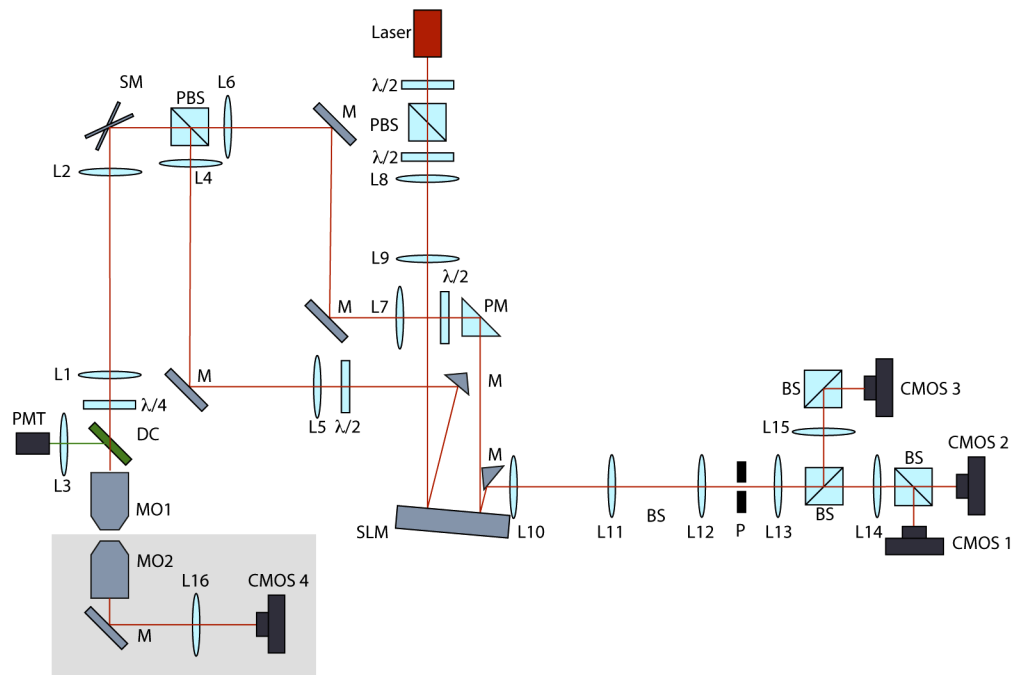 Laser
SM
L6
λ/2
PBS
M
PBS
λ/2
L2
L4
L8
L9
λ/2
M
L7
PM
L1
M
M
BS
CMOS 3
λ/4
PMT
DC
L5
λ/2
L15
M
CMOS 2
BS
L3
MO1
SLM
L10
L11
BS
L12
P
L13
BS
L14
CMOS 1
MO2
L16
CMOS 4
M